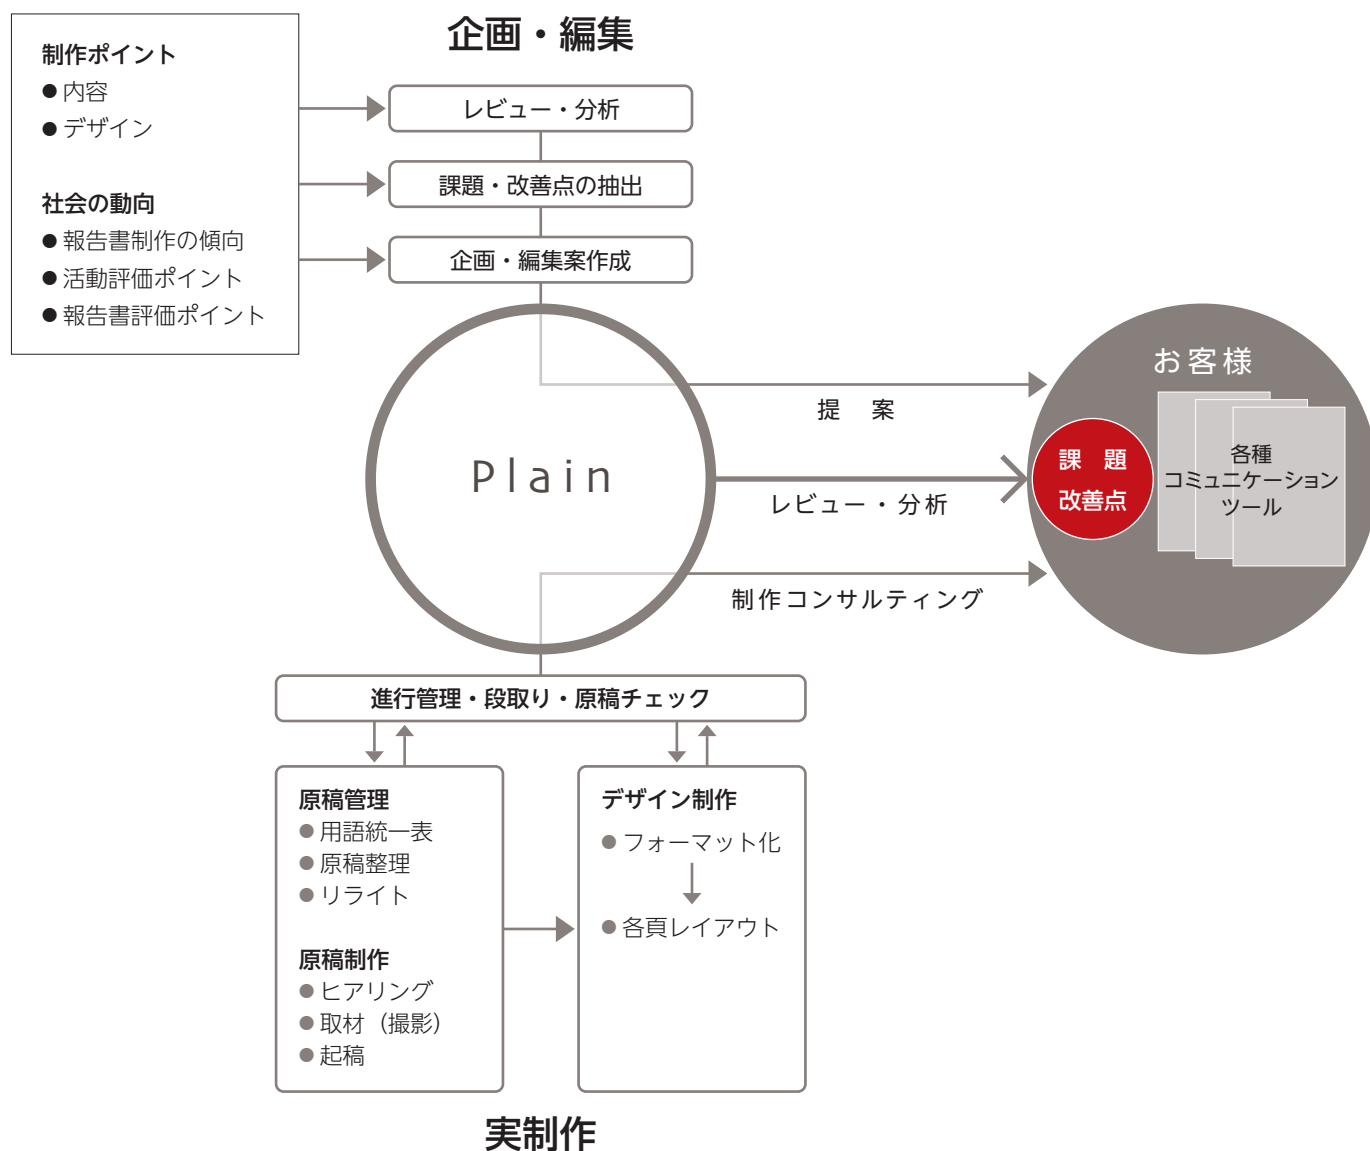 企画・編集
制作ポイント
● 内容
● デザイン
社会の動向
● 報告書制作の傾向
● 活動評価ポイント
● 報告書評価ポイント
レビュー・分析
課題・改善点の抽出
企画・編集案作成
Plain
提　案
レビュー・分析
制作コンサルティング
お客様
課　題
改善点
各種
コミュニケーション
ツール
進行管理・段取り・原稿チェック
原稿管理
● 用語統一表
● 原稿整理
● リライト
原稿制作
● ヒアリング
● 取材（撮影）
● 起稿
デザイン制作
● フォーマット化
● 各頁レイアウト
実制作